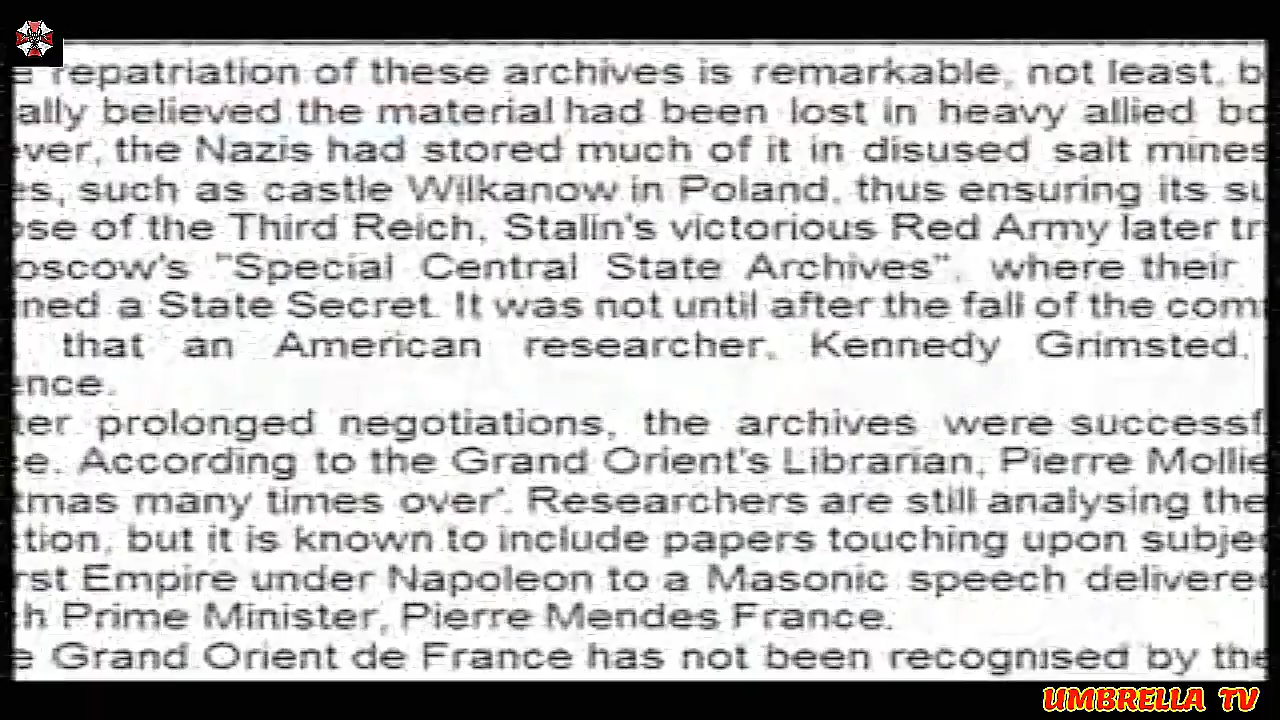 e repatriation of these archives is remarkable, not least, b
ally believed the material had been lost in heavy allied bo
ver, the Nazis had stored much of it in disused salt mines
es, such as castle Wilkanow in Poland, thus ensuring its su
ose of the Third Reich, Stalin's victorious Red Army later tr
oscow's "Special Central State Archives", where their
ned a State Secret. It was not until after the fall of the com
that an American researcher, Kennedy Grimsted,
ence.
ter prolonged negotiations, the archives were successf
ce. According to the Grand Orient's Librarian, Pierre Mollie
tmas many times over". Researchers are still analysing the
tion, but it is known to include papers touching upon subje
rst Empire under Napoleon to a Masonic speech delivere
h Prime Minister, Pierre Mendes France.
e Grand Orient de France has not been recognised by the
UMBRELLA TV